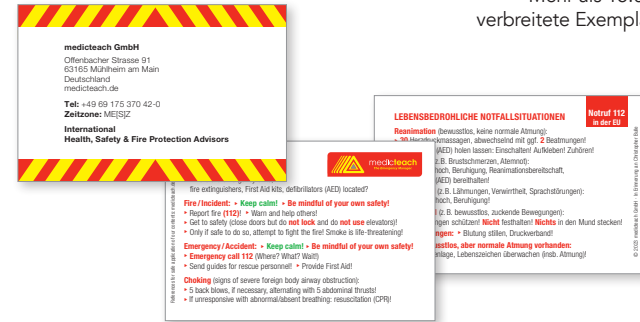 verbreitete Exempla
medicteach GmbH
Offenbacher Strasse 91
63165 Mühlheim am Main
Deutschland
medicteach.de
Tel: +49 69 175 370 42-0
Zeitzone: ME[S]Z
International
Health, Safety & Fire Protection Advisors
LEBENSBEDROHLICHE NOTFALLSITUATIONEN
Notruf 112
in der EU
Reanimation (bewusstlos, keine normale Atmung):
uckmassagen, abwechselnd mit ggf. 2 Beatmungen!
(AED) holen lassen: Einschalten! Aufkleben! Zuhören!
z.B. Brustschmerzen, Atemnot):
och, Beruhigung, Reanimationsbereitschaft,
(AED) bereithalten!
(z.B. Lähmungen, Verwirrtheit, Sprachstörungen):
hoch, Beruhigung!
(z.B. bewusstlos, zuckende Bewegungen):
ngen schützen! Nicht festhalten! Nichts in den Mund stecken!
ngen: ▸ Blutung stillen, Druckverband!
usstlos, aber normale Atmung vorhanden:
enlage, Lebenszeichen überwachen (insb. Atmung)!
medicteach
fire extinguishers, First Aid kits, defibrillators (AED) located?
Fire / Incident: ▸ Keep calm! ▸ Be mindful of your own safety!
▸ Report fire (112)! ▸ Warn and help others!
▸ Get to safety (close doors but do not lock and do not use elevators)!
▸ Only if safe to do so, attempt to fight the fire! Smoke is life-threatening!
Emergency / Accident: ▸ Keep calm! ▸ Be mindful of your own safety!
▸ Emergency call 112 (Where? What? Wait!)
▸ Send guides for rescue personnel! ▸ Provide First Aid!
Choking (signs of severe foreign body airway obstruction):
▸ 5 back blows, if necessary, alternating with 5 abdominal thrusts!
▸ If unresponsive with abnormal/absent breathing: resuscitation (CPR)!